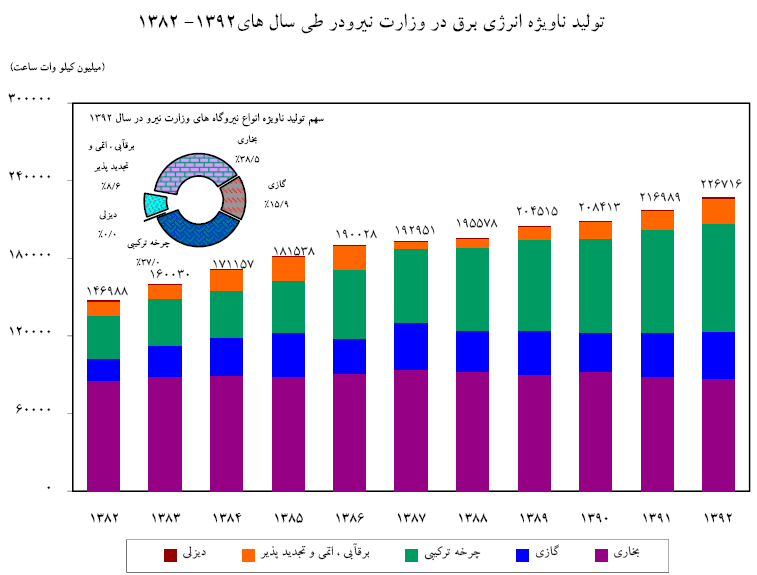 تولید ناویژه انرژی برق در وزارت نیرودر طی سال های۱۳۹۲- ۱۳۸۲
(میلیون کیلو وات ساعت)
۳۰۰۰۰۰
۲۴۰۰۰۰
۱۸۰۰۰۰
۱۲۰۰۰۰
۶۰۰۰۰
۰
سهم تولید ناویژه انواع نیروگاه های وزارت نیرو در سال ۱۳۹۲
بخاری
٪۳۸/۵
گازی
٪۱۵/۹
چرخه ترکیبی
٪۳۷/۰
دیزلی
٪۰/۰
برقآبی ، اتمی و
تجدید پذیر
٪۸/۶
۱۴۶۹۸۸
۱۶۰۰۳۰
۱۷۱۱۵۷
۱۸۱۵۳۸
۱۹۰۰۲۸
۱۹۲۹۵۱
۱۹۵۵۷۸
۲۰۴۵۱۵
۲۰۸۴۱۳
۲۱۶۹۸۹
۲۲۶۷۱۶
۱۳۸۲
۱۳۸۳
۱۳۸۴
۱۳۸۵
۱۳۸۶
۱۳۸۷
۱۳۸۸
۱۳۸۹
۱۳۹۰
۱۳۹۱
۱۳۹۲
بخاری
گازی
چرخه ترکیبی
برقآبی ، اتمی و تجدید پذیر
دیزلی